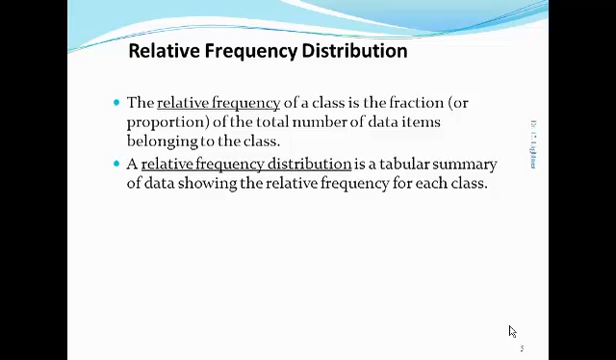 Relative Frequency Distribution
The relative frequency of a class is the fraction (or
proportion) of the total number of data items
belonging to the class.
A relative frequency distribution is a tabular summary
of data showing the relative frequency for each class.
5